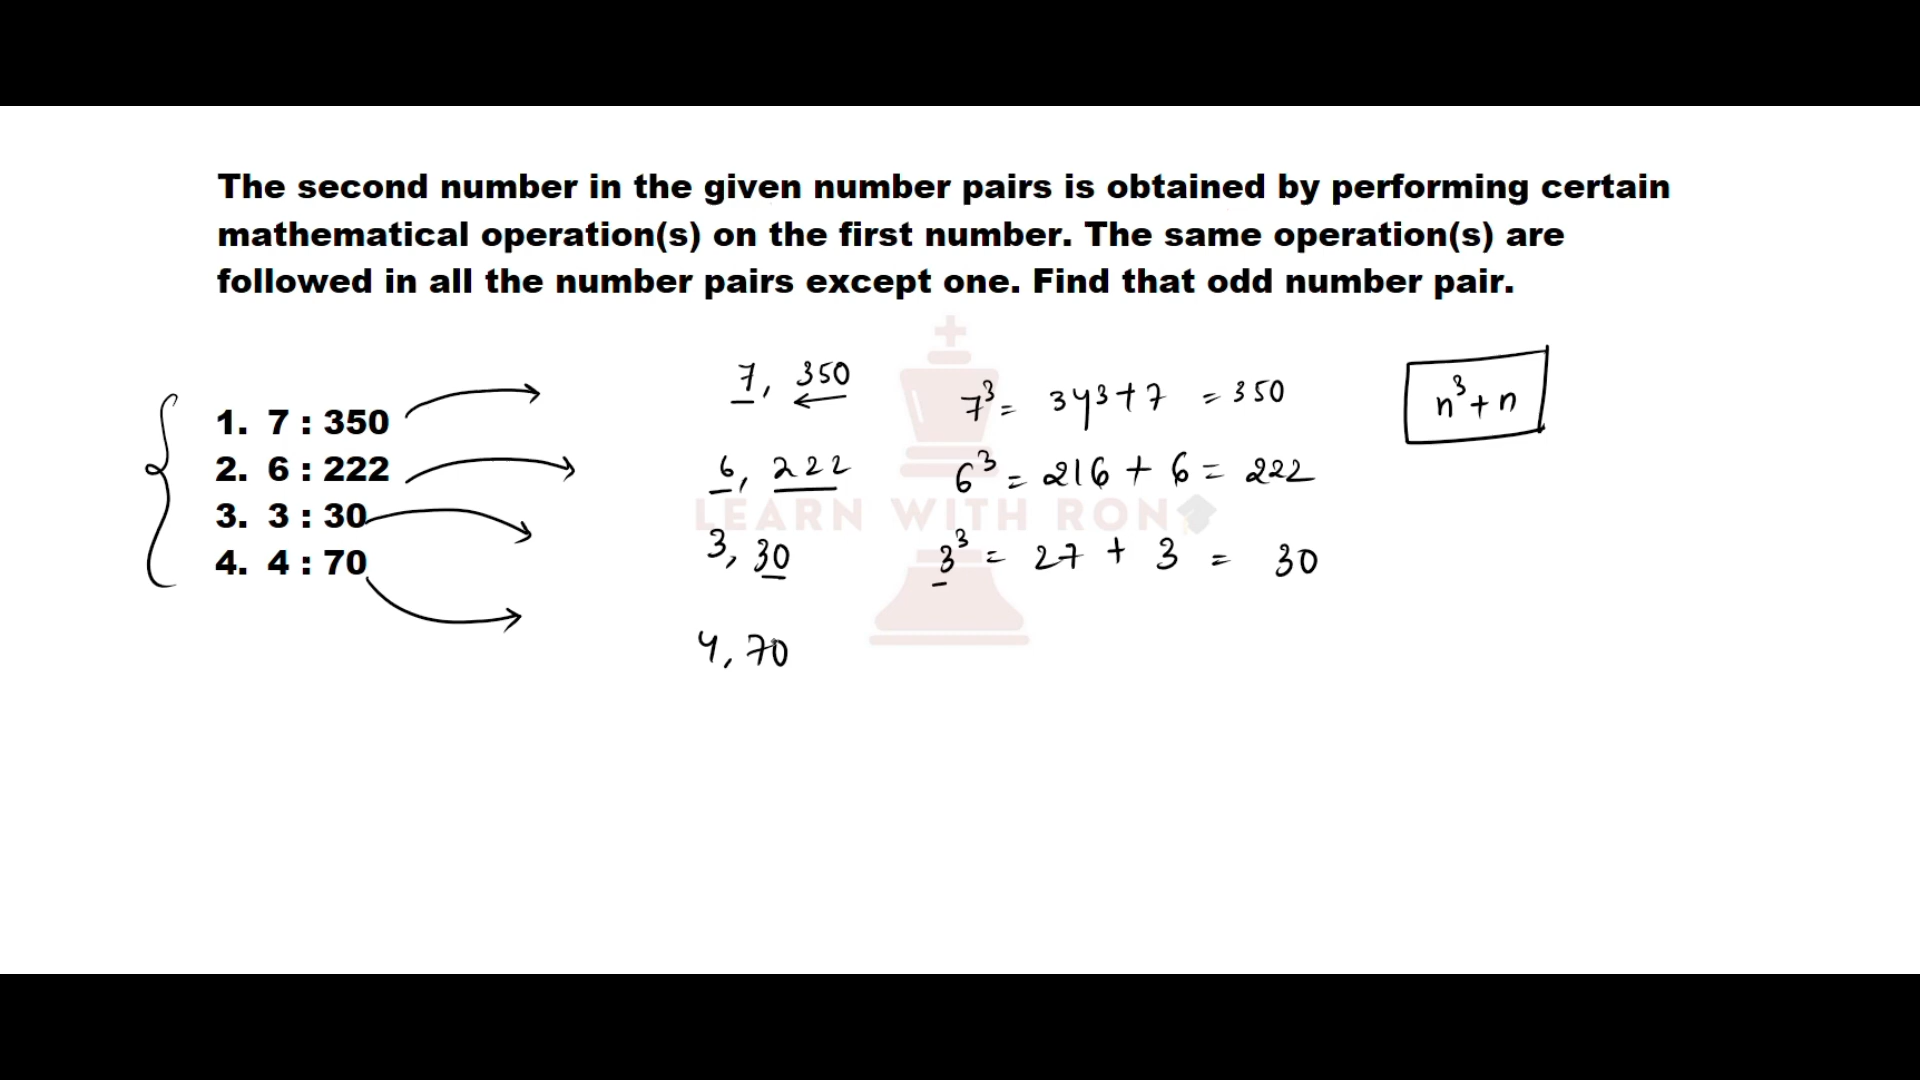 The second number in the given number pairs is obtained by performing certain
mathematical operation(s) on the first number. The same operation(s) are
followed in all the number pairs except one. Find that odd number pair.
1. 7 : 350
2. 6 : 222
3. 3 : 30
4. 4 : 70
7, 350 7³ = 343 + 7 = 350
n³ + n
6, 222 6³ = 216 + 6 = 222
LEARN WITH RON
3, 30 3³ = 27 + 3 = 30
4, 70